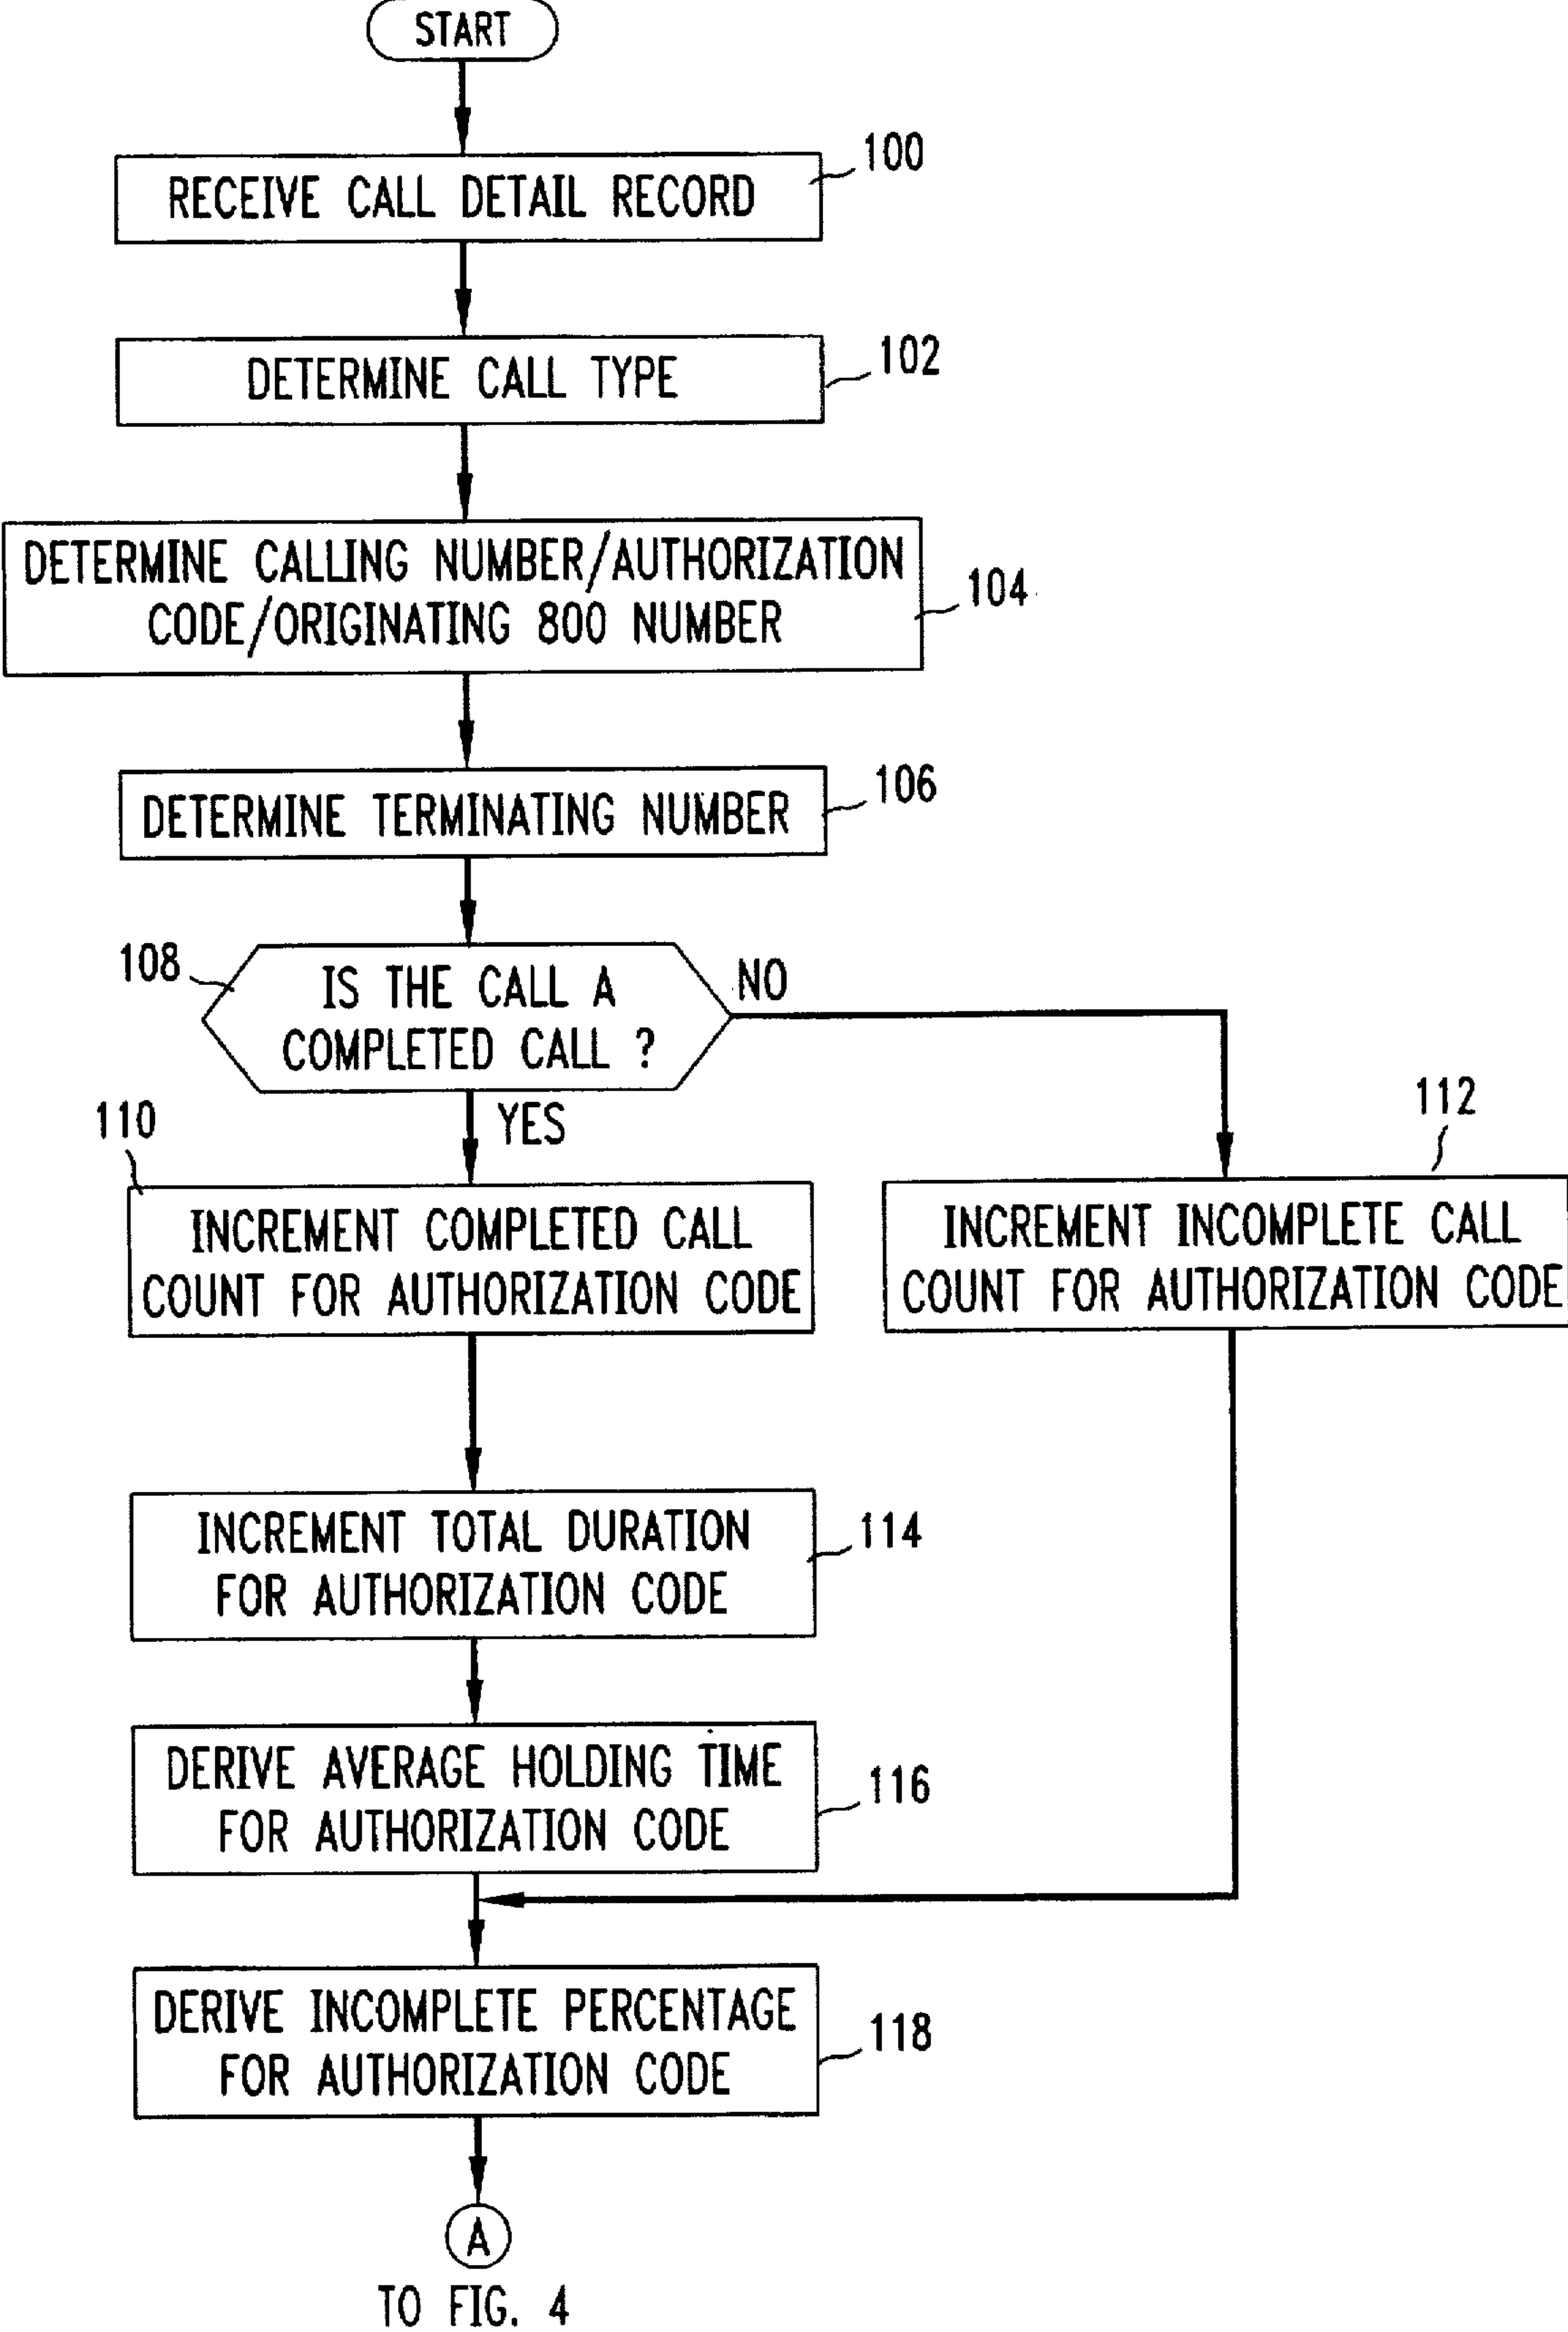 START
RECEIVE CALL DETAIL RECORD
100
DETERMINE CALL TYPE
102
DETERMINE CALLING NUMBER/AUTHORIZATION
CODE/ORIGINATING 800 NUMBER
104
DETERMINE TERMINATING NUMBER
106
108
IS THE CALL A
COMPLETED CALL ?
NO
YES
110
INCREMENT COMPLETED CALL
COUNT FOR AUTHORIZATION CODE
112
INCREMENT INCOMPLETE CALL
COUNT FOR AUTHORIZATION CODE
INCREMENT TOTAL DURATION
FOR AUTHORIZATION CODE
114
DERIVE AVERAGE HOLDING TIME
FOR AUTHORIZATION CODE
116
DERIVE INCOMPLETE PERCENTAGE
FOR AUTHORIZATION CODE
118
A
TO FIG. 4